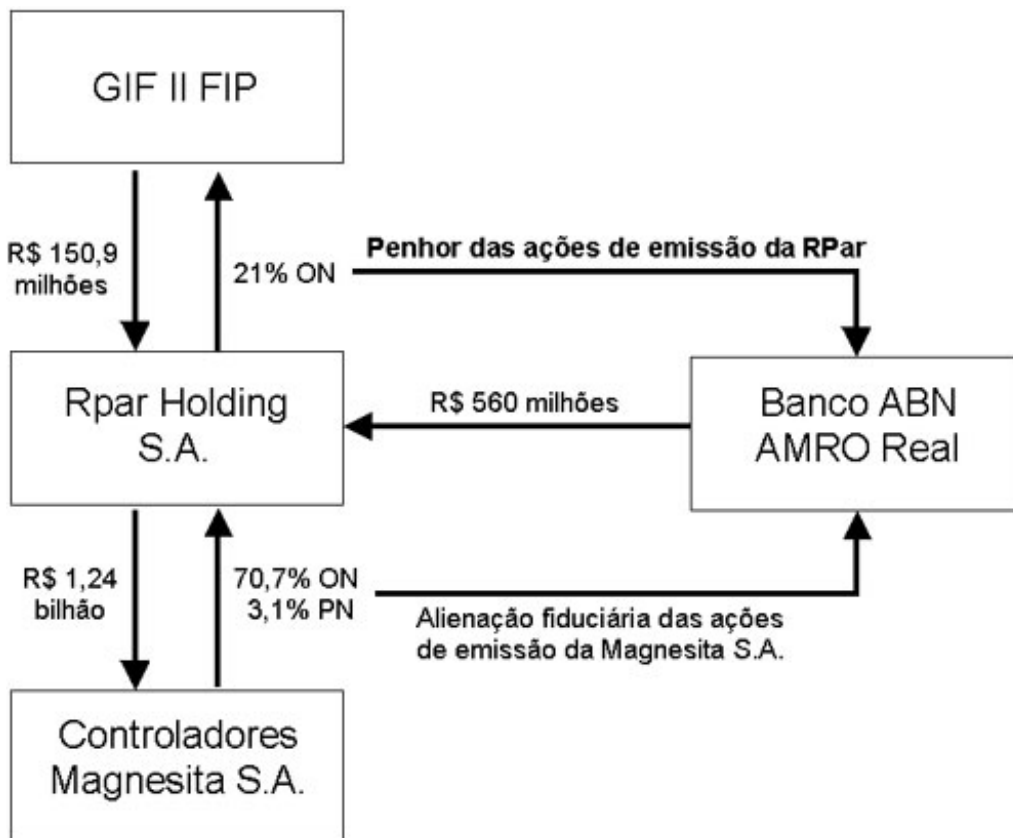 GIF II FIP
R$ 150,9
milhões
21% ON
Penhor das ações de emissão da RPar
Rpar Holding
S.A.
R$ 560 milhões
Banco ABN
AMRO Real
R$ 1,24
bilhão
70,7% ON
3,1% PN
Alienação fiduciária das ações
de emissão da Magnesita S.A.
Controladores
Magnesita S.A.